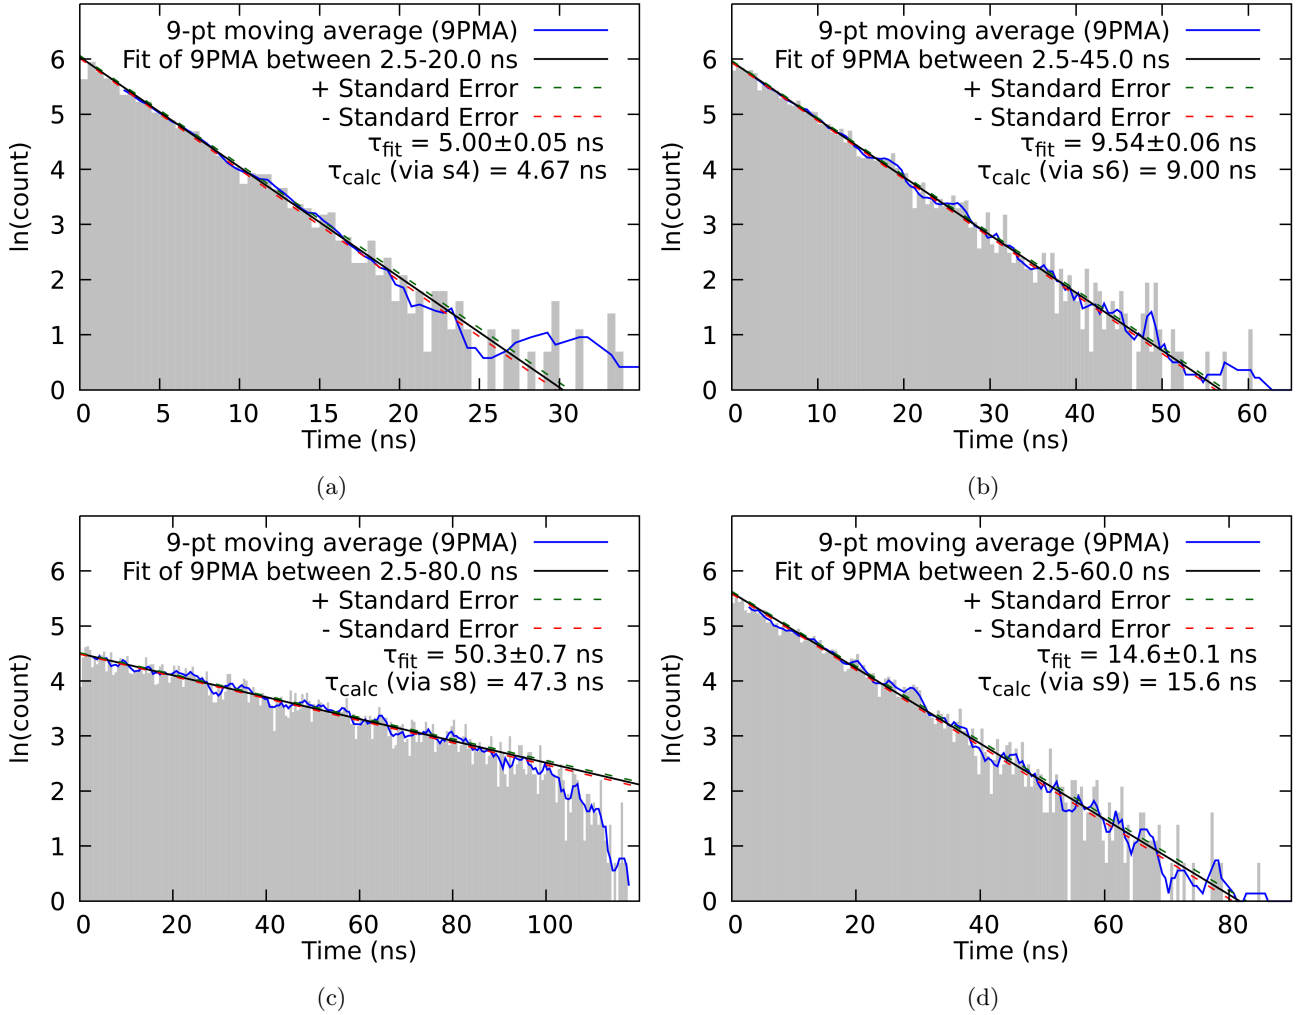 9-pt moving average (9PMA)
Fit of 9PMA between 2.5-20.0 ns
+ Standard Error
- Standard Error
τfit = 5.00±0.05 ns
τcalc (via s4) = 4.67 ns
ln(count)
6
5
4
3
2
1
0
0 5 10 15 20 25 30
Time (ns)
(a)
9-pt moving average (9PMA)
Fit of 9PMA between 2.5-45.0 ns
+ Standard Error
- Standard Error
τfit = 9.54±0.06 ns
τcalc (via s6) = 9.00 ns
ln(count)
6
5
4
3
2
1
0
0 10 20 30 40 50 60
Time (ns)
(b)
9-pt moving average (9PMA)
Fit of 9PMA between 2.5-80.0 ns
+ Standard Error
- Standard Error
τfit = 50.3±0.7 ns
τcalc (via s8) = 47.3 ns
ln(count)
6
5
4
3
2
1
0
0 20 40 60 80 100
Time (ns)
(c)
9-pt moving average (9PMA)
Fit of 9PMA between 2.5-60.0 ns
+ Standard Error
- Standard Error
τfit = 14.6±0.1 ns
τcalc (via s9) = 15.6 ns
ln(count)
6
5
4
3
2
1
0
0 20 40 60 80
Time (ns)
(d)